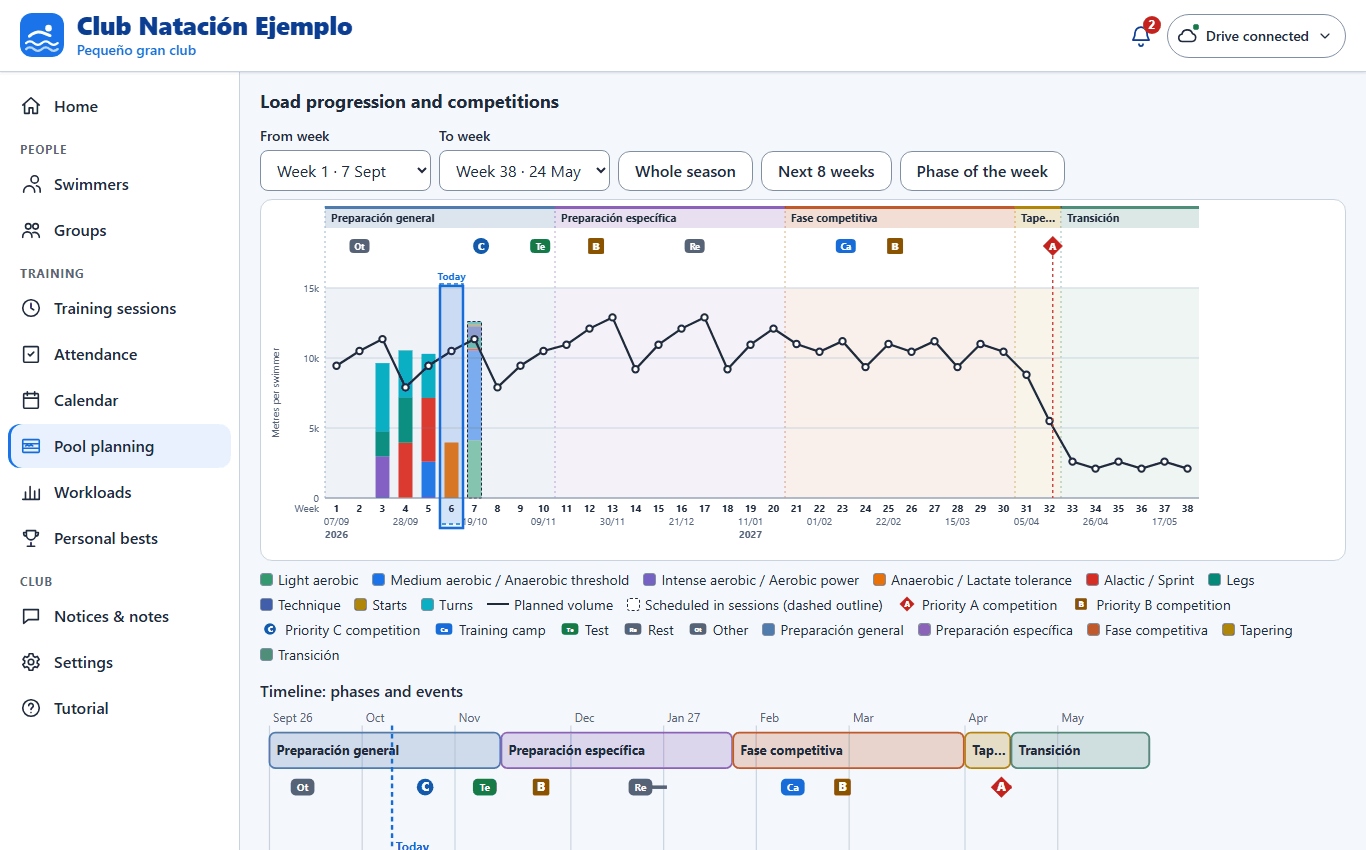 Club Natación Ejemplo
Pequeño gran club
2
Drive connected
Home
PEOPLE
Swimmers
Groups
TRAINING
Training sessions
Attendance
Calendar
Pool planning
Workloads
Personal bests
CLUB
Notices & notes
Settings
Tutorial
Load progression and competitions
From week To week
Week 1 · 7 Sept Week 38 · 24 May Whole season Next 8 weeks Phase of the week
Preparación general Preparación específica Fase competitiva Tape... Transición
Ot C Te B Re Ca B A
Today
15k
10k
5k
0
Metres per swimmer
Week 1 2 3 4 5 6 7 8 9 10 11 12 13 14 15 16 17 18 19 20 21 22 23 24 25 26 27 28 29 30 31 32 33 34 35 36 37 38
07/09 28/09 19/10 09/11 30/11 21/12 11/01 01/02 22/02 15/03 05/04 26/04 17/05
2026 2027
Light aerobic Medium aerobic / Anaerobic threshold Intense aerobic / Aerobic power Anaerobic / Lactate tolerance Alactic / Sprint Legs
Technique Starts Turns Planned volume Scheduled in sessions (dashed outline) A Priority A competition B Priority B competition
C Priority C competition Ca Training camp Te Test Re Rest Ot Other Preparación general Preparación específica Fase competitiva Tapering
Transición
Timeline: phases and events
Sept 26 Oct Nov Dec Jan 27 Feb Mar Apr May
Preparación general Preparación específica Fase competitiva Tap... Transición
Ot C Te B Re Ca B A
Today